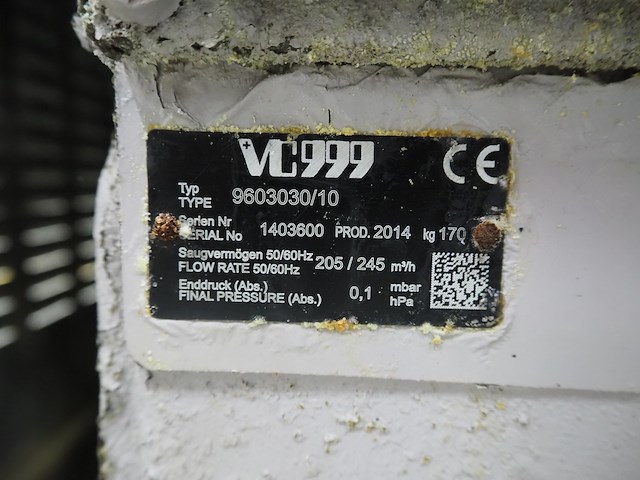 VC999
CE
Typ
TYPE 9603030/10
Serien Nr
SERIAL No 1403600 PROD. 2014 kg 170
Saugvermögen 50/60Hz
FLOW RATE 50/60Hz 205 / 245 m³/h
Enddruck (Abs.) mbar
FINAL PRESSURE (Abs.) 0,1 hPa